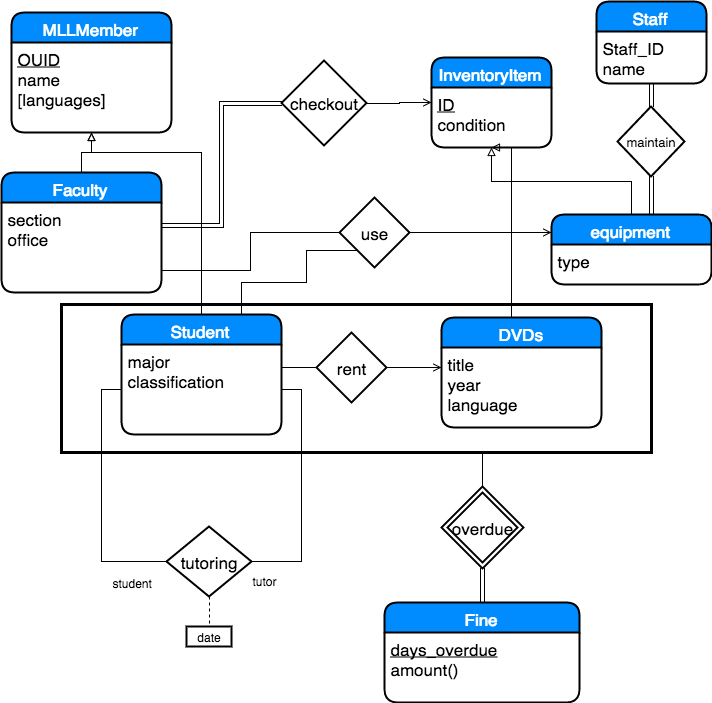 MLLMember
OUID
name
[languages]
Staff
Staff_ID
name
checkout
InventoryItem
ID
condition
maintain
Faculty
section
office
use
equipment
type
Student
major
classification
rent
DVDs
title
year
language
overdue
tutoring
student
tutor
date
Fine
days_overdue
amount()